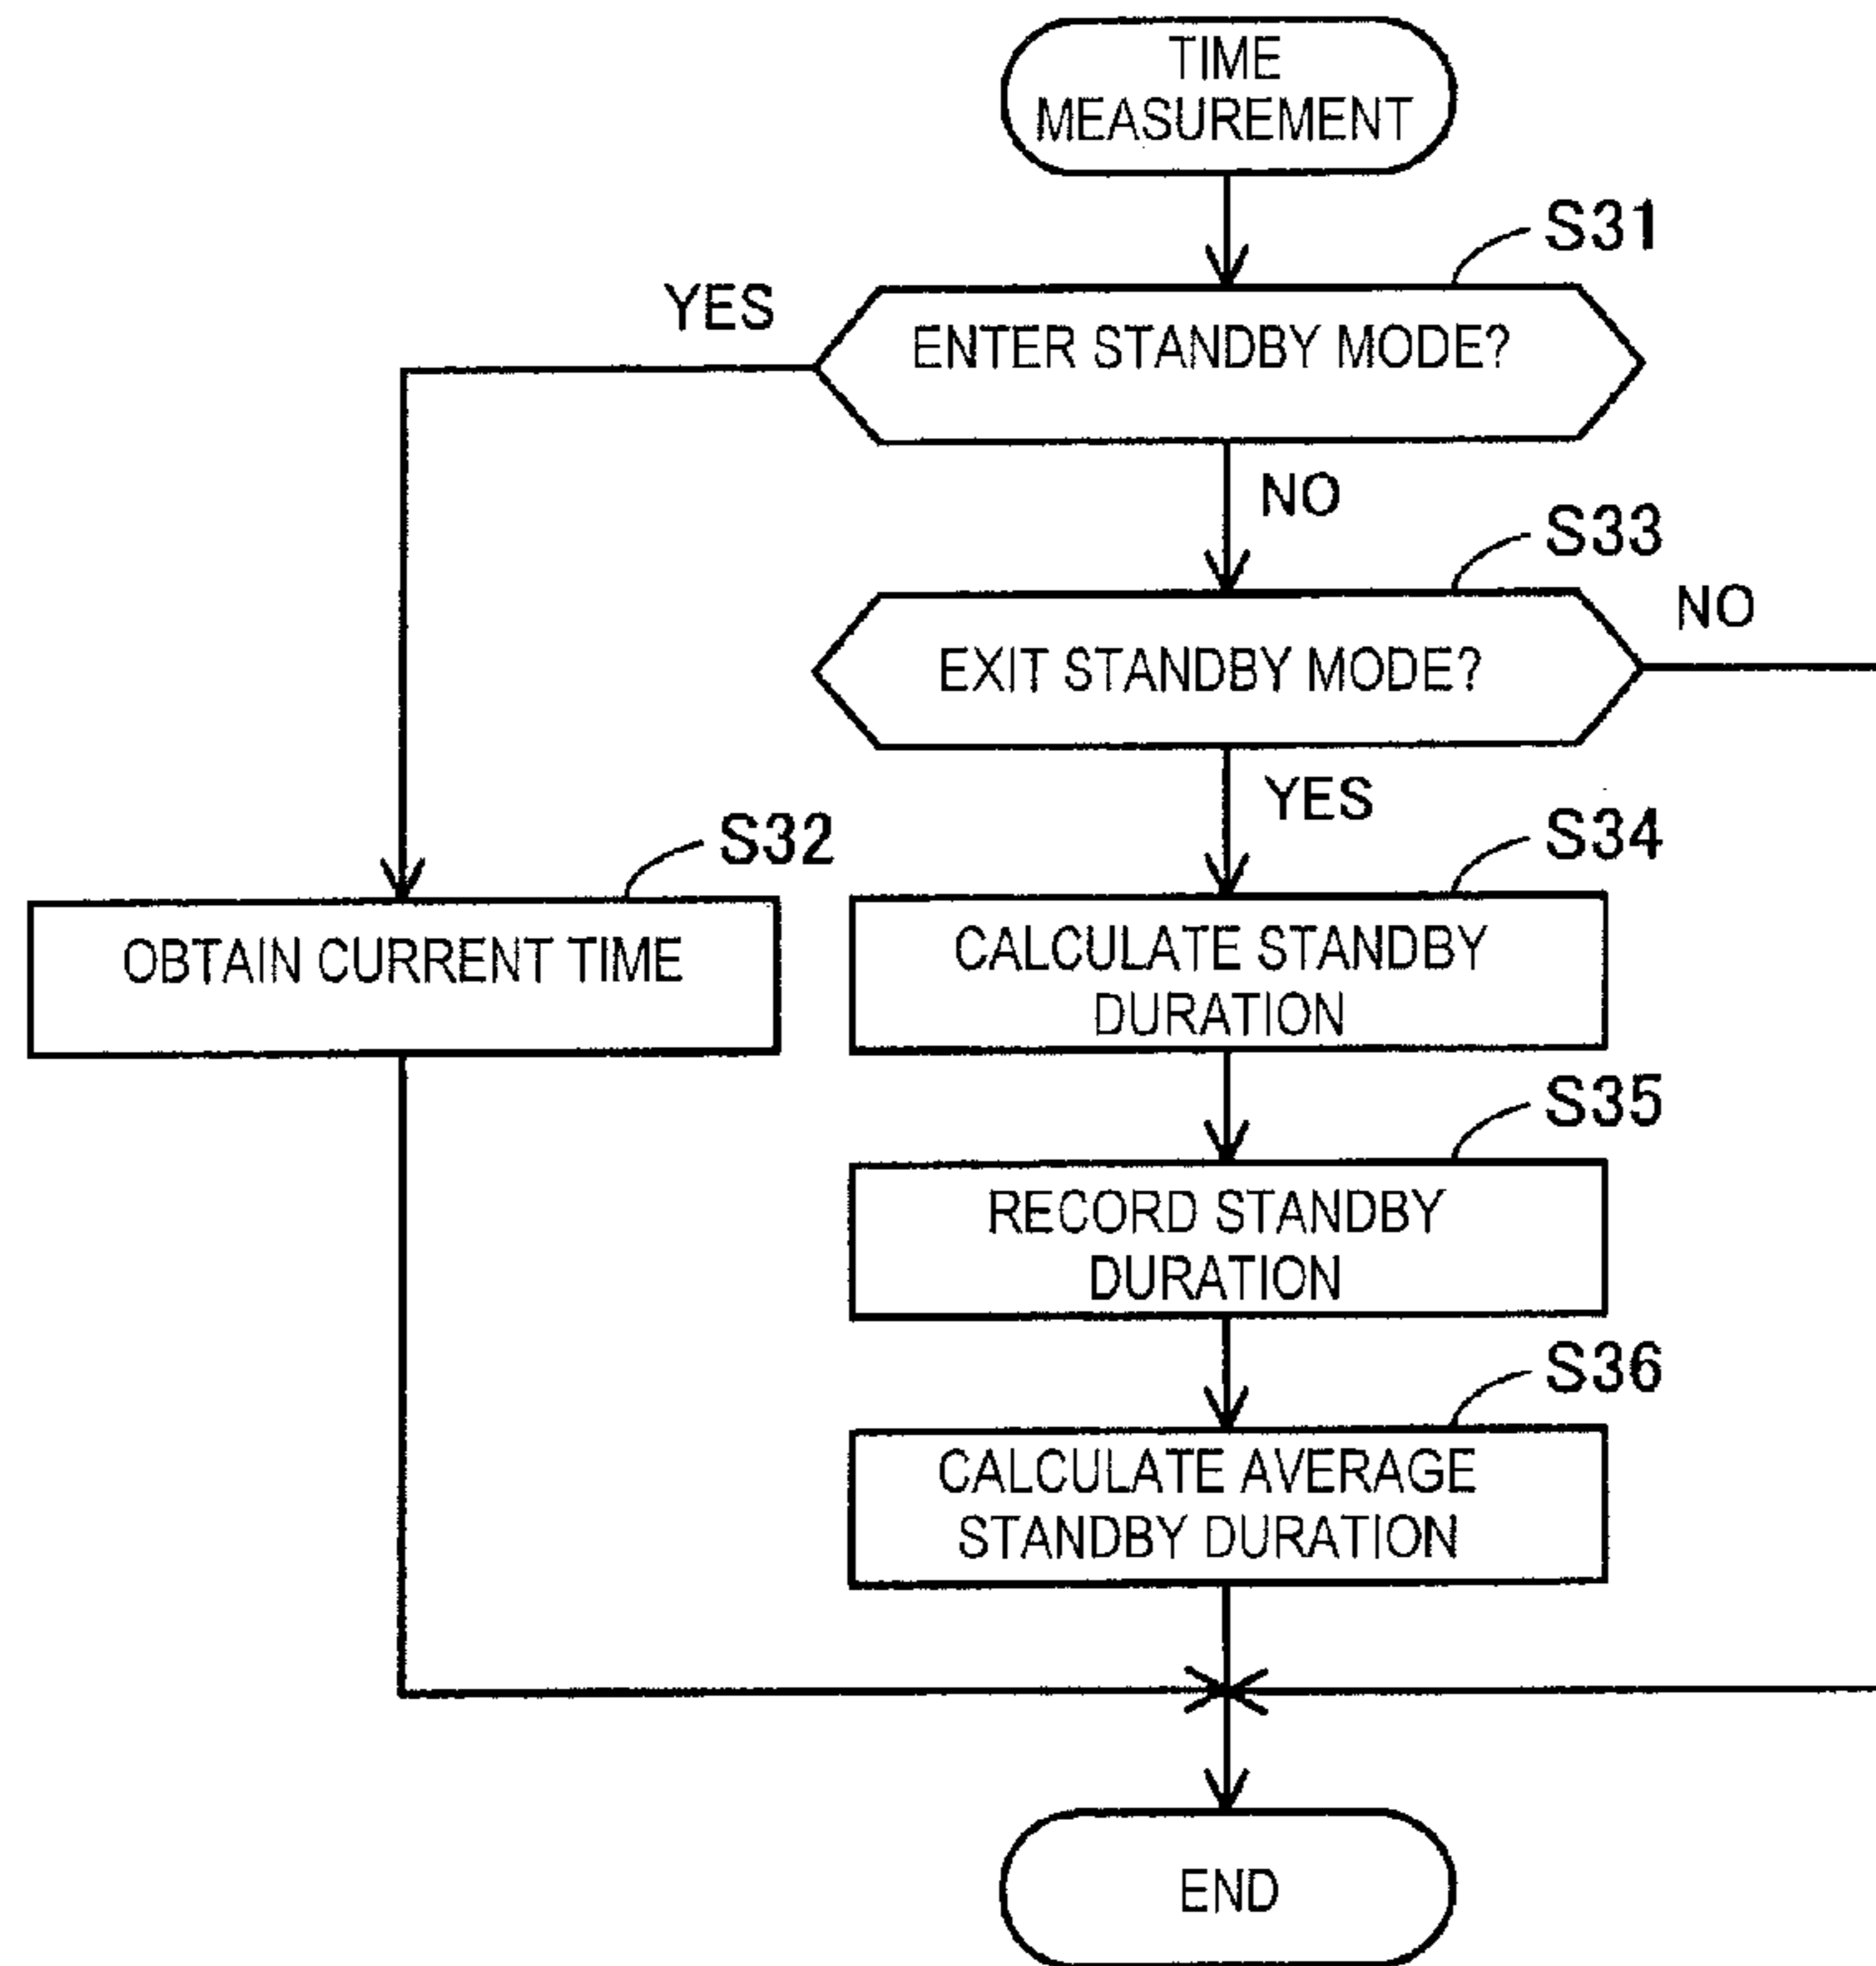 TIME
MEASUREMENT
S31
YES
ENTER STANDBY MODE?
NO
S33
NO
EXIT STANDBY MODE?
YES
S32
S34
OBTAIN CURRENT TIME
CALCULATE STANDBY
DURATION
S35
RECORD STANDBY
DURATION
S36
CALCULATE AVERAGE
STANDBY DURATION
END